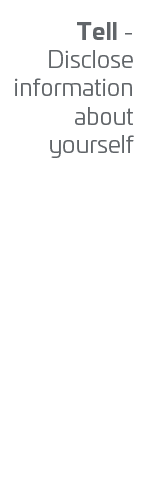 Tell -
Disclose
information
about
yourself